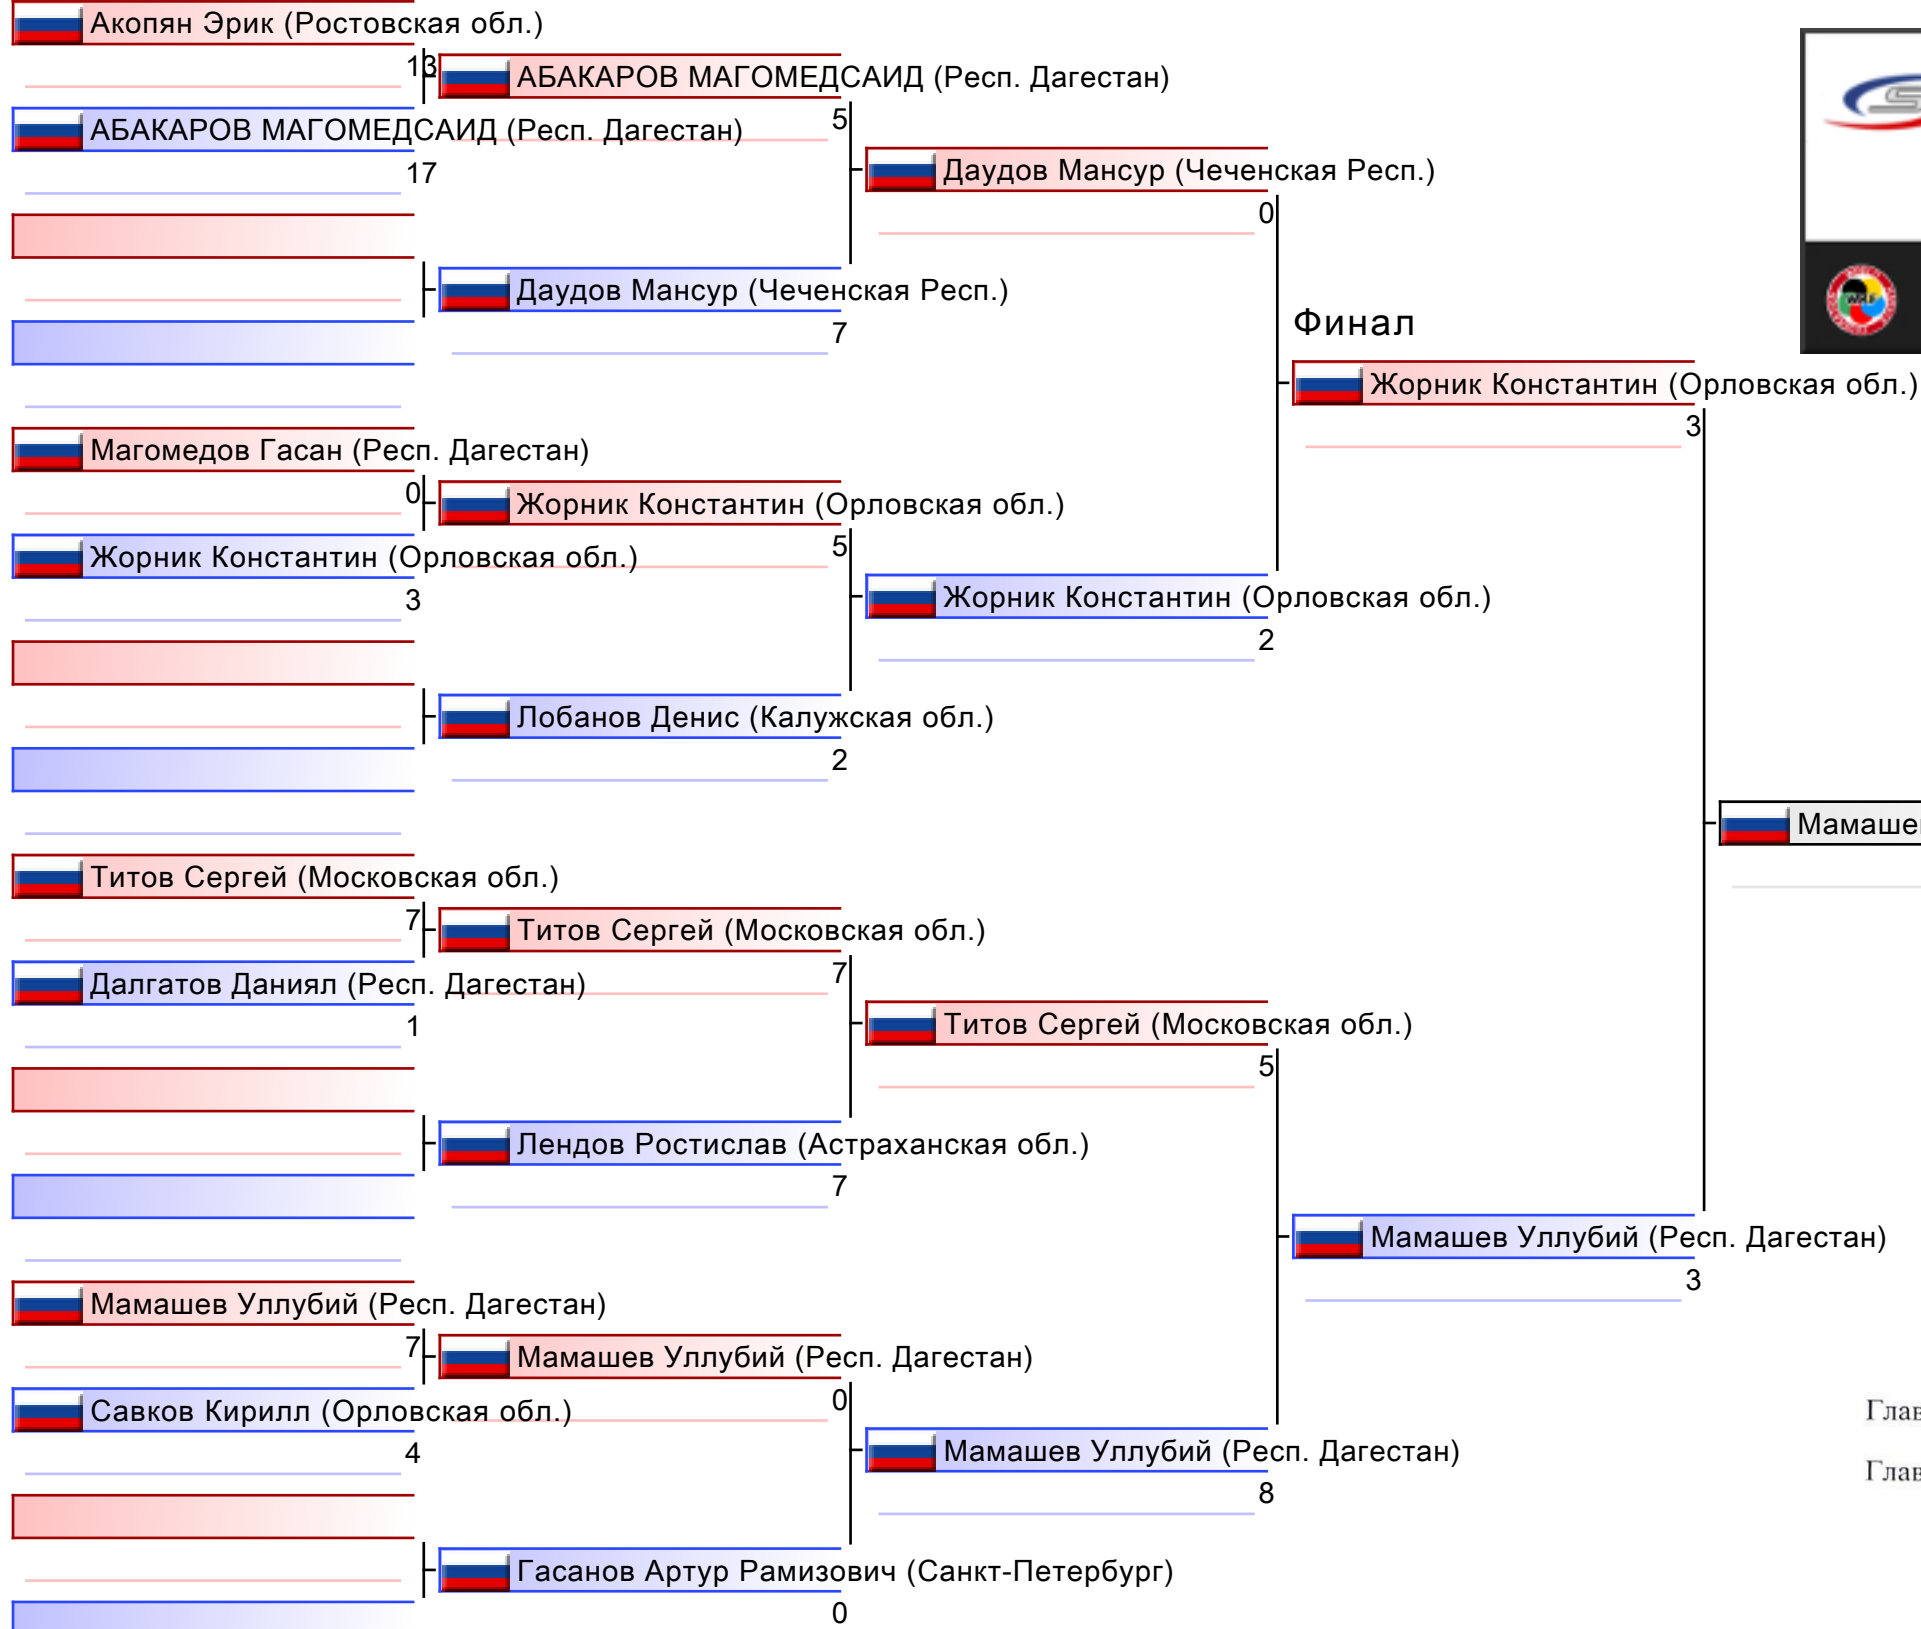 Акопян Эрик (Ростовская обл.)
13
АБАКАРОВ МАГОМЕДСАИД (Респ. Дагестан)
АБАКАРОВ МАГОМЕДСАИД (Респ. Дагестан)
5
17
Даудов Мансур (Чеченская Респ.)
0
Даудов Мансур (Чеченская Респ.)
7
Финал
Жорник Константин (Орловская обл.)
3
Магомедов Гасан (Респ. Дагестан)
0
Жорник Константин (Орловская обл.)
5
Жорник Константин (Орловская обл.)
3
Жорник Константин (Орловская обл.)
2
Лобанов Денис (Калужская обл.)
2
Титов Сергей (Московская обл.)
7
Титов Сергей (Московская обл.)
7
Далгатов Даниял (Респ. Дагестан)
1
Титов Сергей (Московская обл.)
5
Лендов Ростислав (Астраханская обл.)
7
Мамашев Уллубий (Респ. Дагестан)
3
Мамашев Уллубий (Респ. Дагестан)
7
Мамашев Уллубий (Респ. Дагестан)
0
Савков Кирилл (Орловская обл.)
4
Мамашев Уллубий (Респ. Дагестан)
8
Гасанов Артур Рамизович (Санкт-Петербург)
0
Глав
Глав